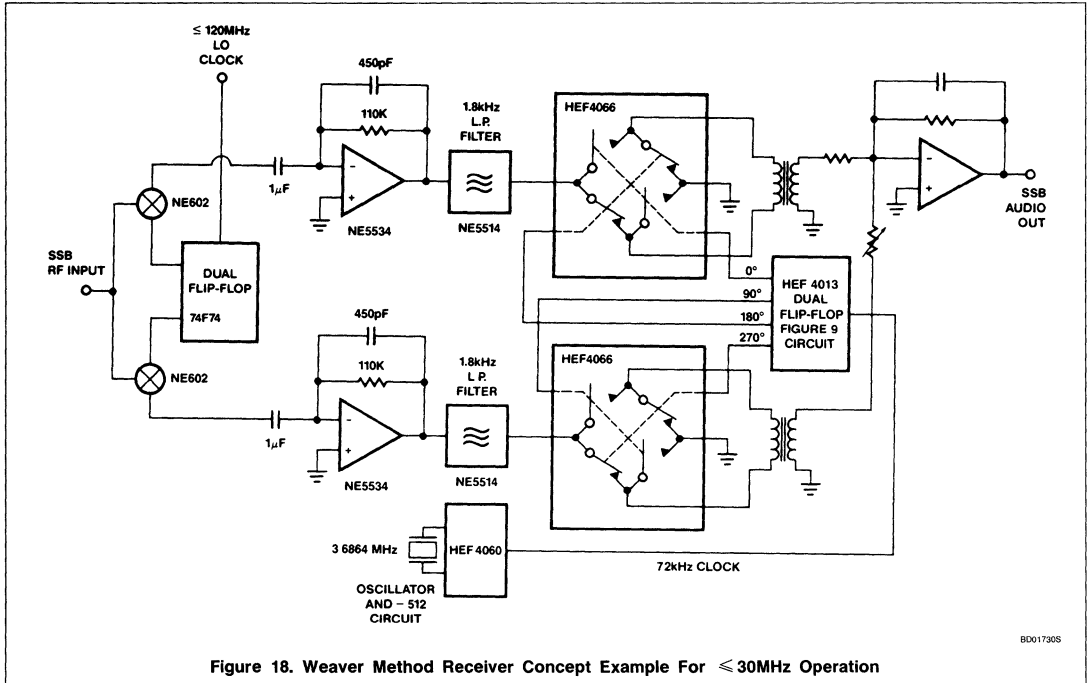 ≤ 120MHz
LO
CLOCK
450pF
110K
1μF
NE5534
1.8kHz
L.P.
FILTER
NE5514
HEF4066
SSB
AUDIO
OUT
NE602
SSB
RF INPUT
DUAL
FLIP-FLOP
74F74
NE602
0°
90°
180°
270°
HEF 4013
DUAL
FLIP-FLOP
FIGURE 9
CIRCUIT
450pF
110K
1μF
NE5534
1.8kHz
L.P.
FILTER
NE5514
HEF4066
3 6864 MHz
HEF 4060
OSCILLATOR
AND – 512
CIRCUIT
72kHz CLOCK
BD01730S
Figure 18. Weaver Method Receiver Concept Example For ≤ 30MHz Operation